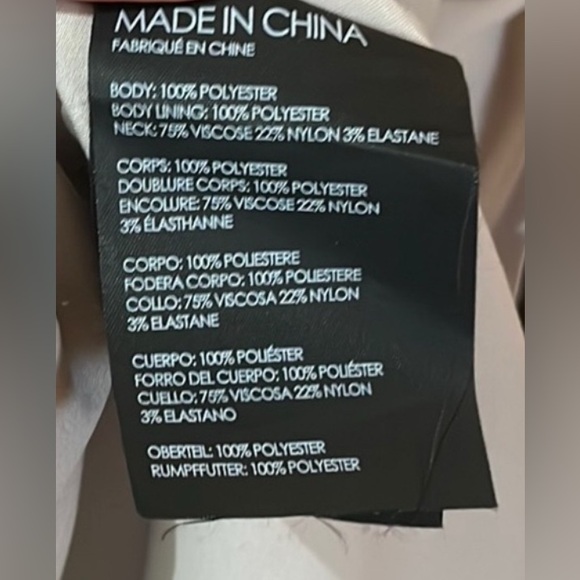 MADE IN CHINA
FABRIQUÉ EN CHINE
BODY: 100% POLYESTER
BODY LINING: 100% POLYESTER
NECK: 75% VISCOSE 22% NYLON 3% ELASTANE
CORPS: 100% POLYESTER
DOUBLURE CORPS: 100% POLYESTER
ENCOLURE: 75% VISCOSE 22% NYLON
3% ÉLASTHANNE
CORPO: 100% POLIESTERE
FODERA CORPO: 100% POLIESTERE
COLLO: 75% VISCOSA 22% NYLON
3% ELASTANE
CUERPO: 100% POLIÉSTER
FORRO DEL CUERPO: 100% POLIÉSTER
CUELLO: 75% VISCOSA 22% NYLON
3% ELASTANO
OBERTEIL: 100% POLYESTER
RUMPFFUTTER: 100% POLYESTER